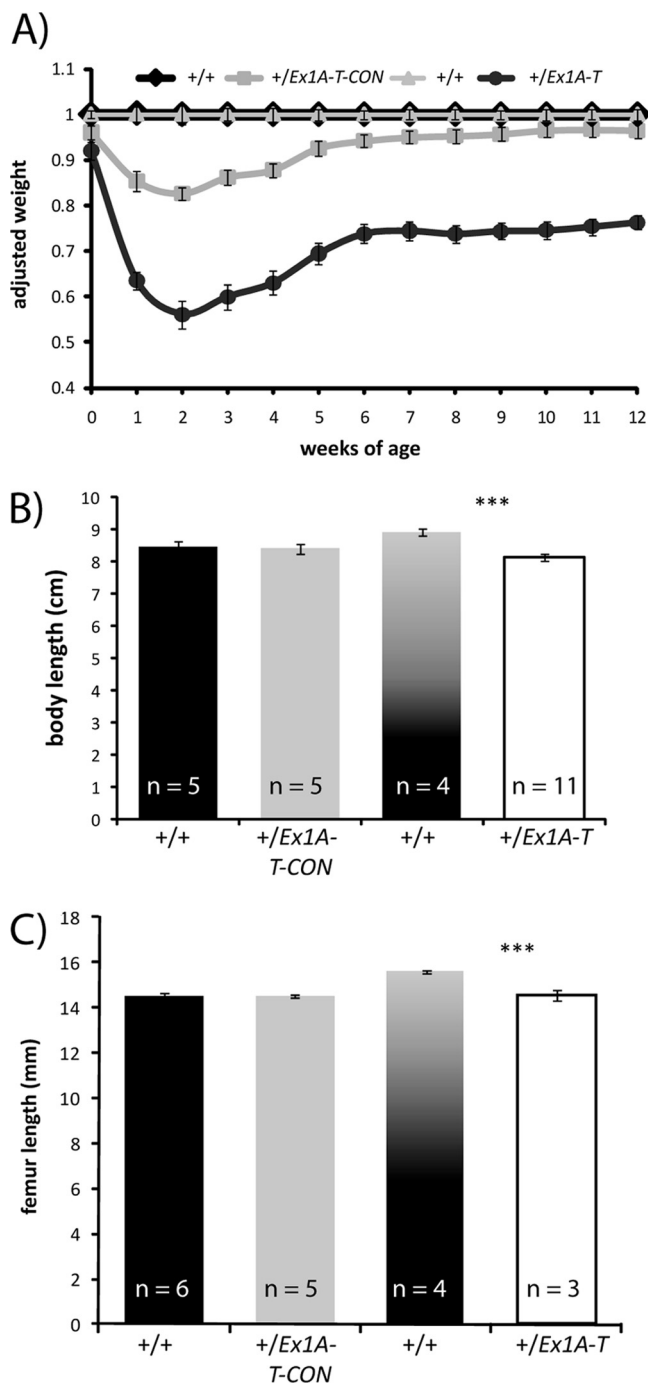 A)
+/+ +/Ex1A-T-CON +/+ +/Ex1A-T
1.1
1
0.9
0.8
0.7
0.6
0.5
0.4
adjusted weight
0 1 2 3 4 5 6 7 8 9 10 11 12
weeks of age
B)
10
9
8
7
6
5
4
3
2
1
0
body length (cm)
***
n = 5 n = 5 n = 4 n = 11
+/+ +/Ex1A- +/+ +/Ex1A-T
T-CON
C)
18
16
14
12
10
8
6
4
2
0
femur length (mm)
***
n = 6 n = 5 n = 4 n = 3
+/+ +/Ex1A- +/+ +/Ex1A-T
T-CON